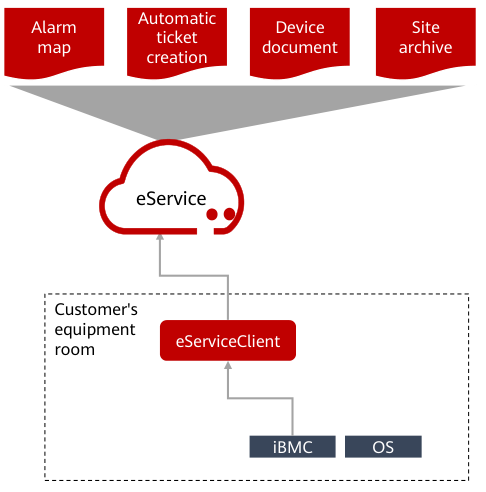 Alarm
map
Automatic
ticket
creation
Device
document
Site
archive
eService
Customer's
equipment
room
eServiceClient
iBMC
OS